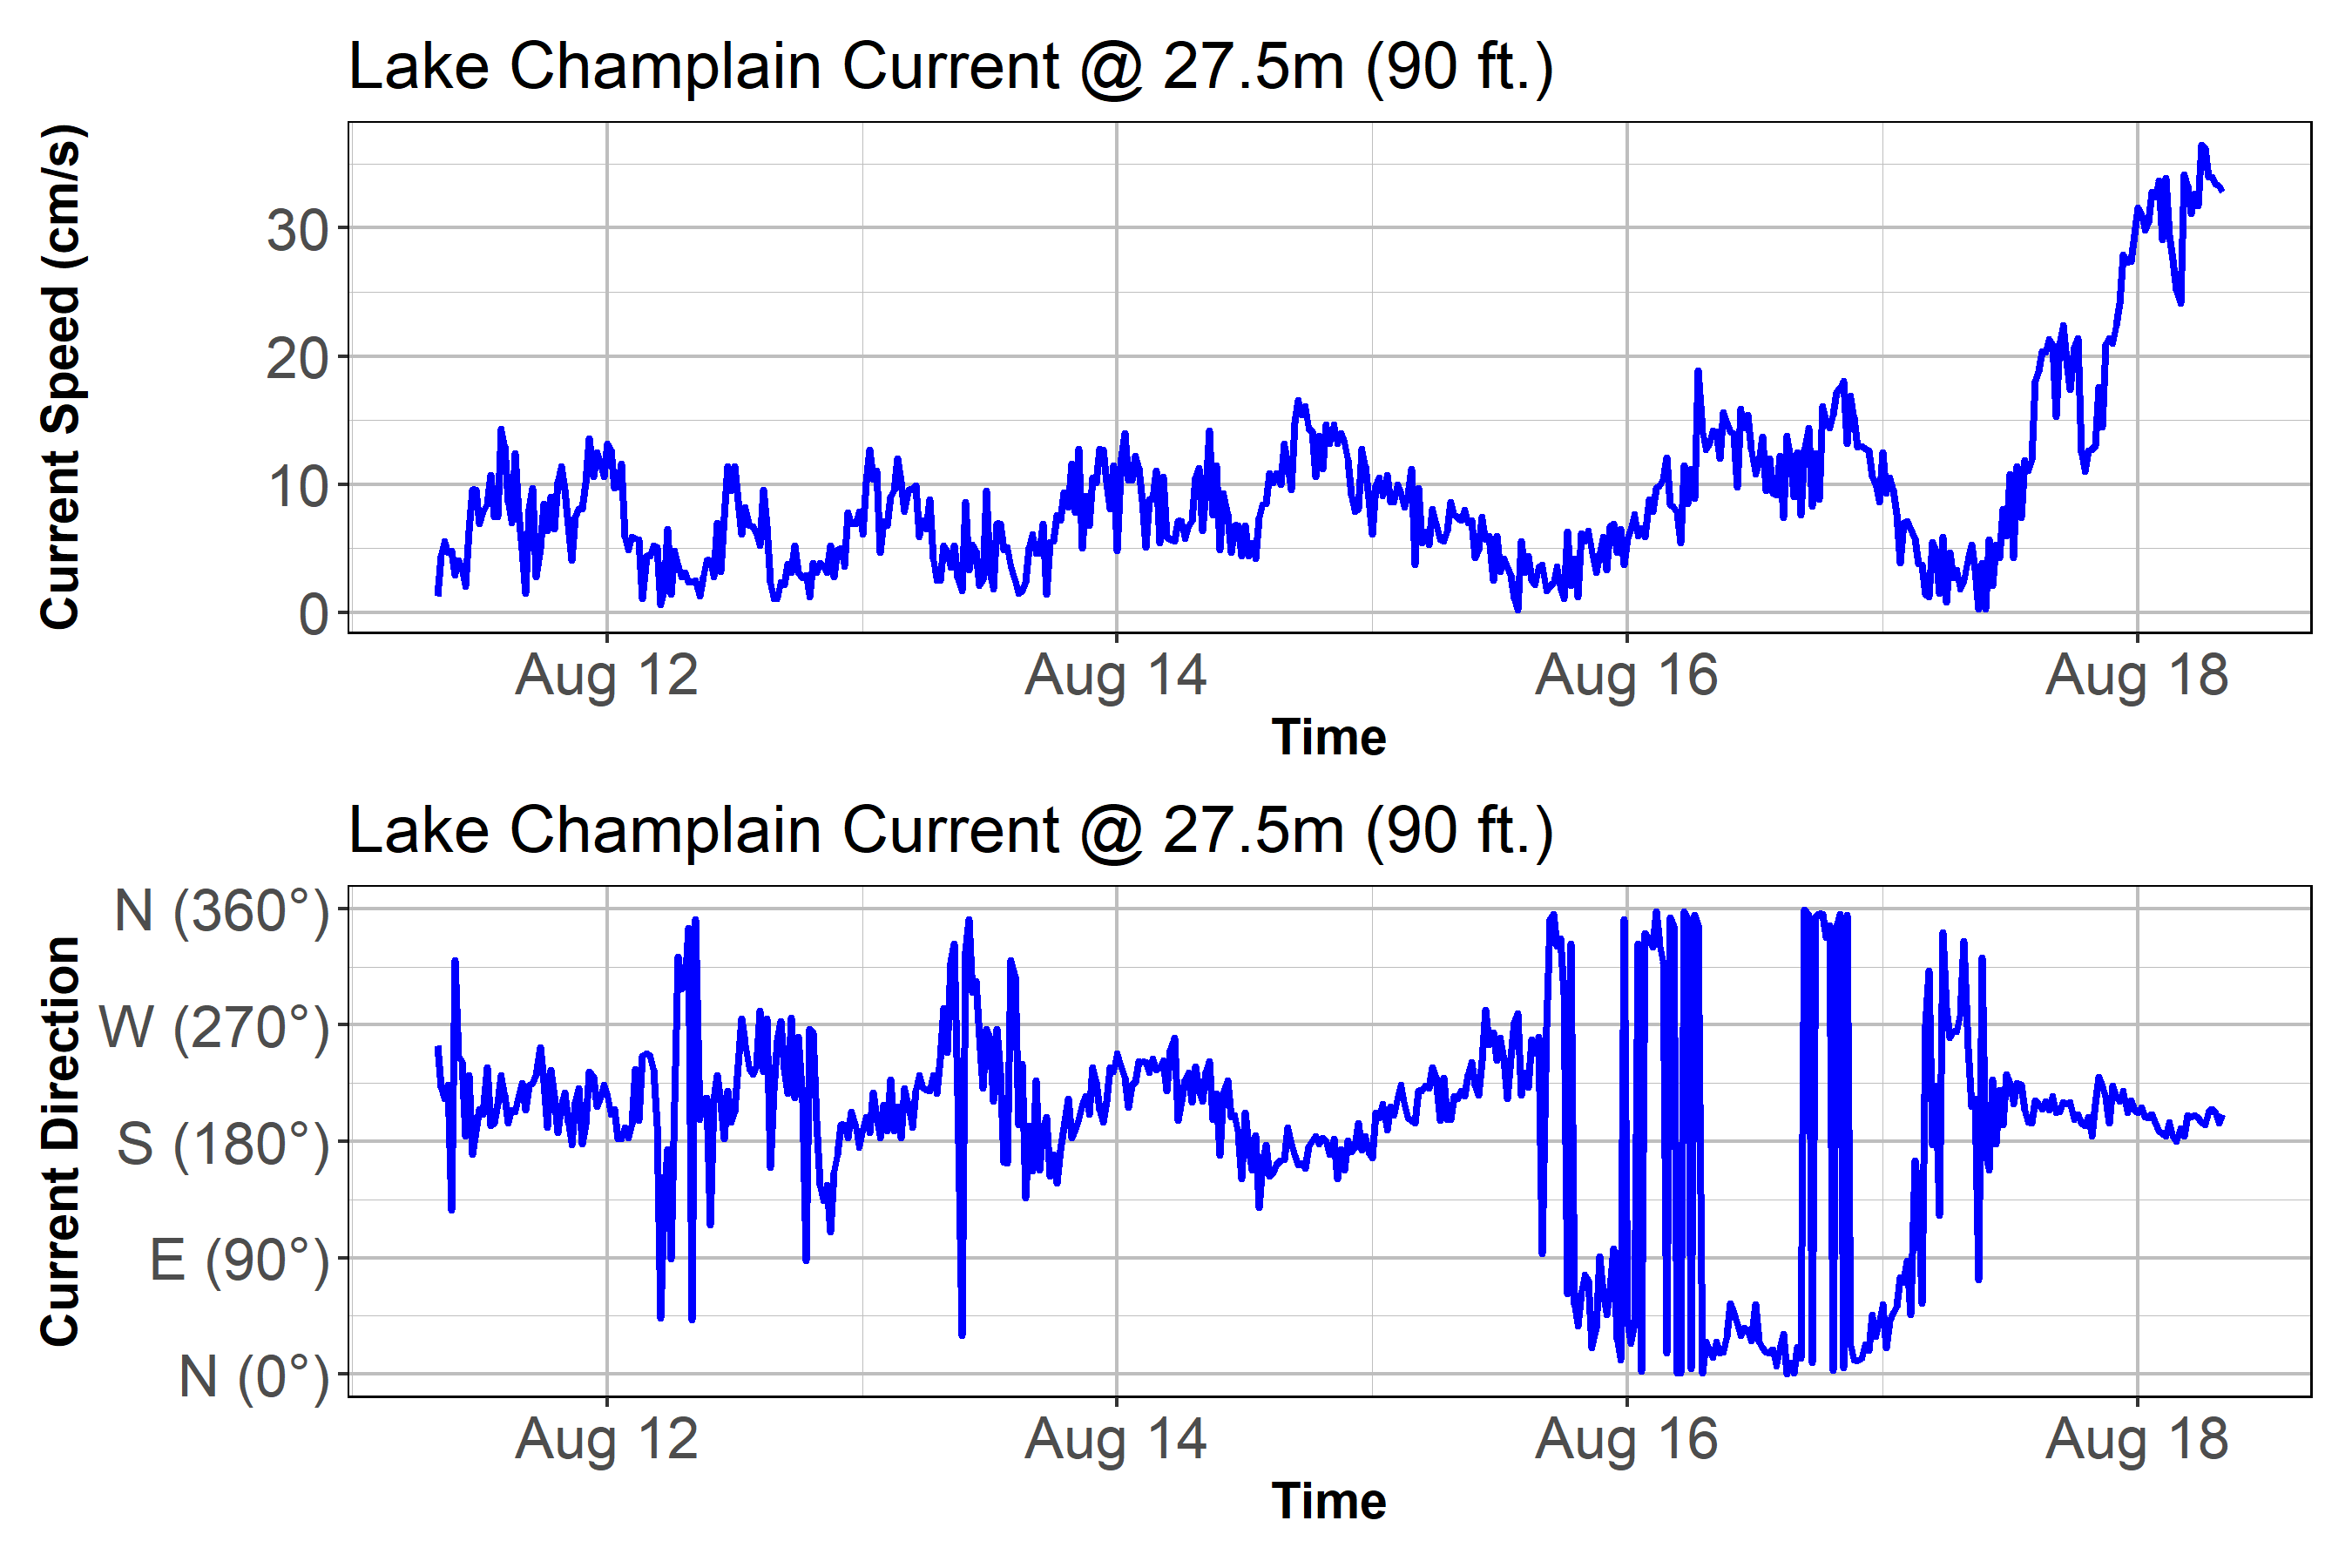 Lake Champlain Current @ 27.5m (90 ft.)
Current Speed (cm/s)
30
20
10
0
Aug 12 Aug 14 Aug 16 Aug 18
Time
Lake Champlain Current @ 27.5m (90 ft.)
Current Direction
N (360°)
W (270°)
S (180°)
E (90°)
N (0°)
Aug 12 Aug 14 Aug 16 Aug 18
Time